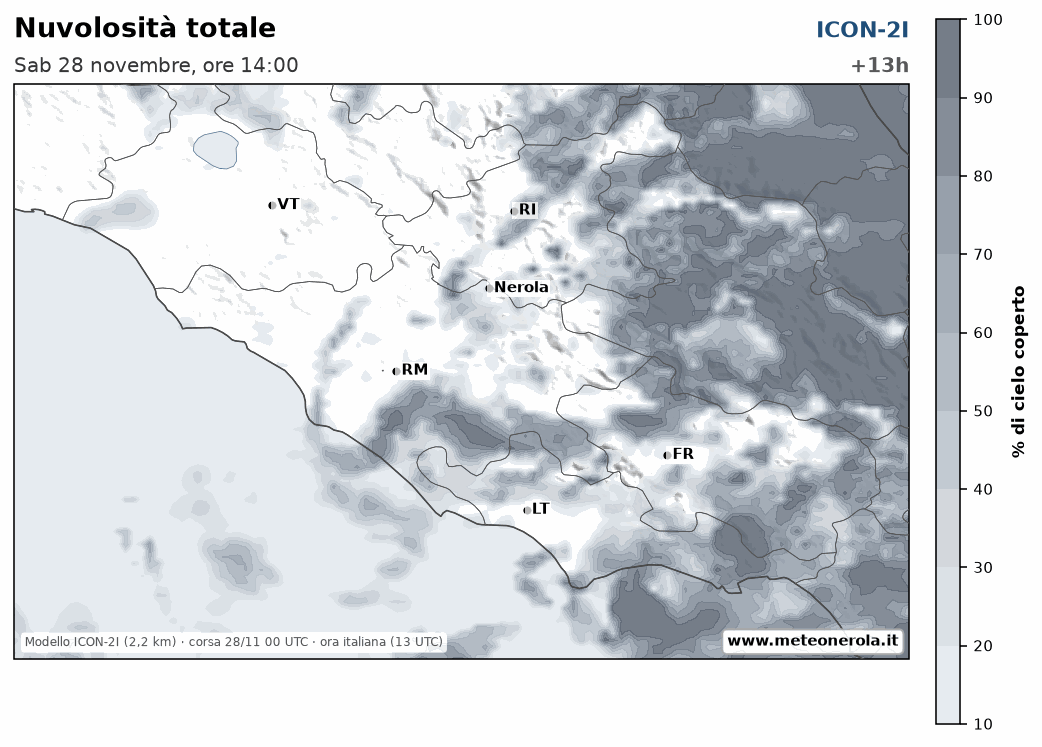 Nuvolosità totale
ICON-2I
Sab 28 novembre, ore 14:00
+13h
100
90
80
70
60
50
40
30
20
10
% di cielo coperto
VT
RI
Nerola
RM
FR
LT
Modello ICON-2I (2,2 km) · corsa 28/11 00 UTC · ora italiana (13 UTC)
www.meteonerola.it